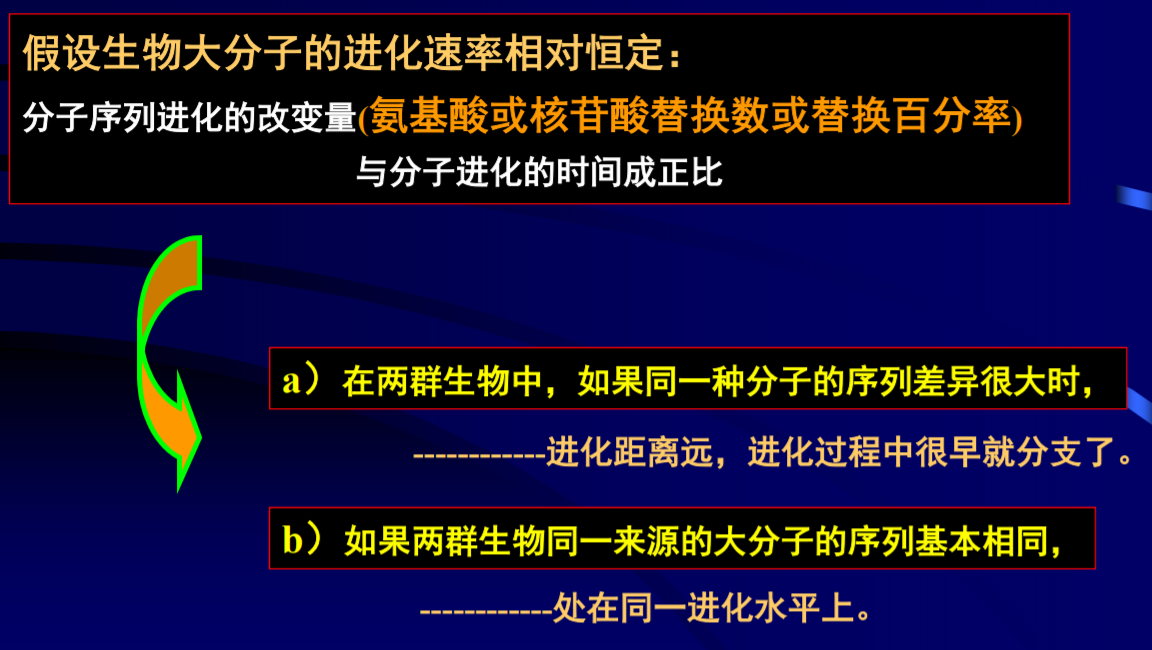 假设生物大分子的进化速率相对恒定：
分子序列进化的改变量(氨基酸或核苷酸替换数或替换百分率)
与分子进化的时间成正比
a）在两群生物中，如果同一种分子的序列差异很大时，
------------进化距离远，进化过程中很早就分支了。
b）如果两群生物同一来源的大分子的序列基本相同，
------------处在同一进化水平上。